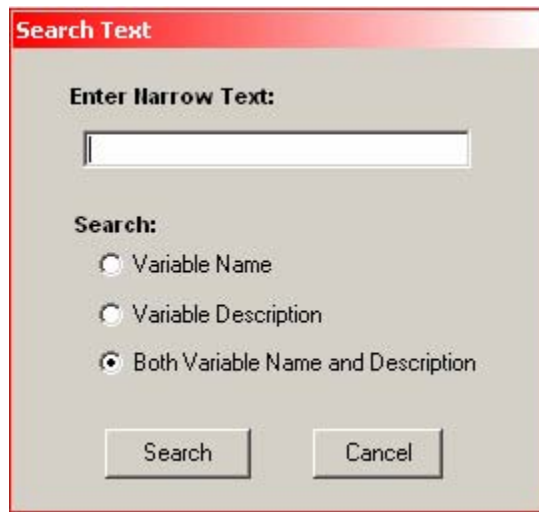 Search Text
Enter Narrow Text:
Search:
Variable Name
Variable Description
Both Variable Name and Description
Search Cancel